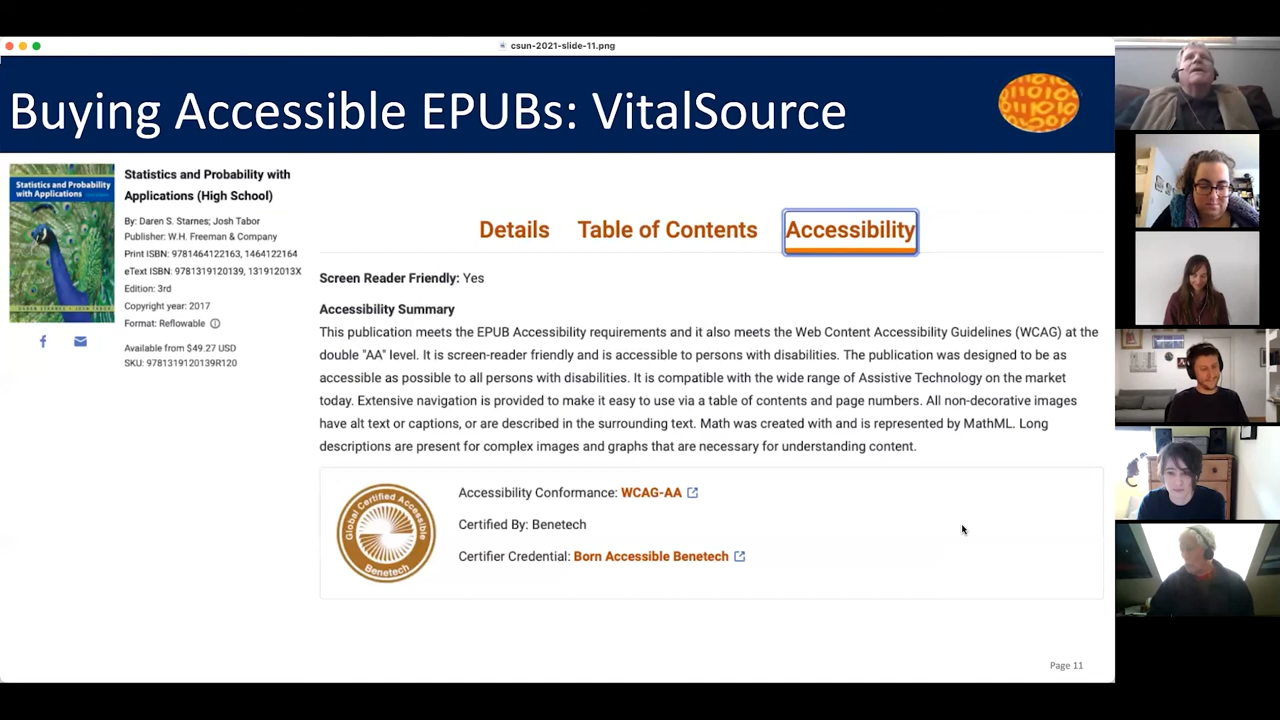 csun-2021-slide-11.png
Buying Accessible EPUBs: VitalSource
Statistics and Probability
with Applications
Statistics and Probability with
Applications (High School)
By: Daren S. Starnes; Josh Tabor
Publisher: W.H. Freeman & Company
Print ISBN: 9781464122163, 1464122164
eText ISBN: 9781319120139, 131912013X
Edition: 3rd
Copyright year: 2017
Format: Reflowable
Available from $49.27 USD
SKU: 9781319120139R120
Details Table of Contents Accessibility
Screen Reader Friendly: Yes
Accessibility Summary
This publication meets the EPUB Accessibility requirements and it also meets the Web Content Accessibility Guidelines (WCAG) at the
double "AA" level. It is screen-reader friendly and is accessible to persons with disabilities. The publication was designed to be as
accessible as possible to all persons with disabilities. It is compatible with the wide range of Assistive Technology on the market
today. Extensive navigation is provided to make it easy to use via a table of contents and page numbers. All non-decorative images
have alt text or captions, or are described in the surrounding text. Math was created with and is represented by MathML. Long
descriptions are present for complex images and graphs that are necessary for understanding content.
Global Certified Accessible
Benetech
Accessibility Conformance: WCAG-AA
Certified By: Benetech
Certifier Credential: Born Accessible Benetech
Page 11